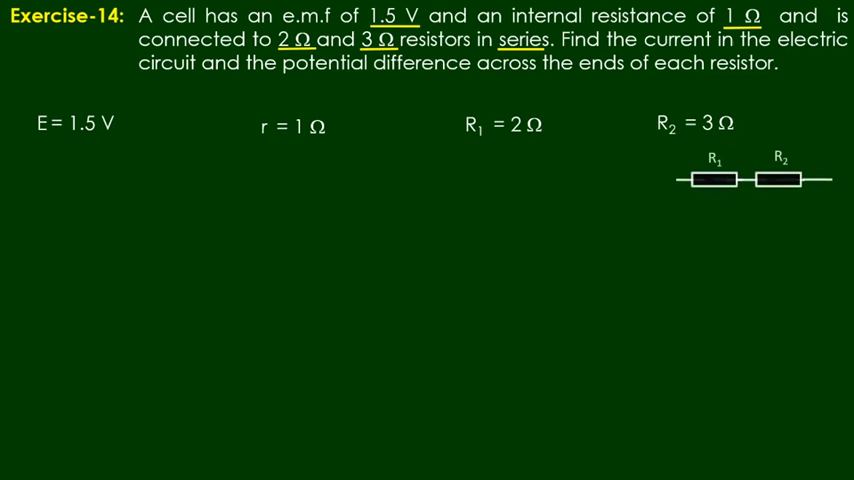 Exercise-14: A cell has an e.m.f of 1.5 V and an internal resistance of 1 Ω and is
connected to 2 Ω and 3 Ω resistors in series. Find the current in the electric
circuit and the potential difference across the ends of each resistor.
E = 1.5 V r = 1 Ω R₁ = 2 Ω R₂ = 3 Ω
R₁ R₂